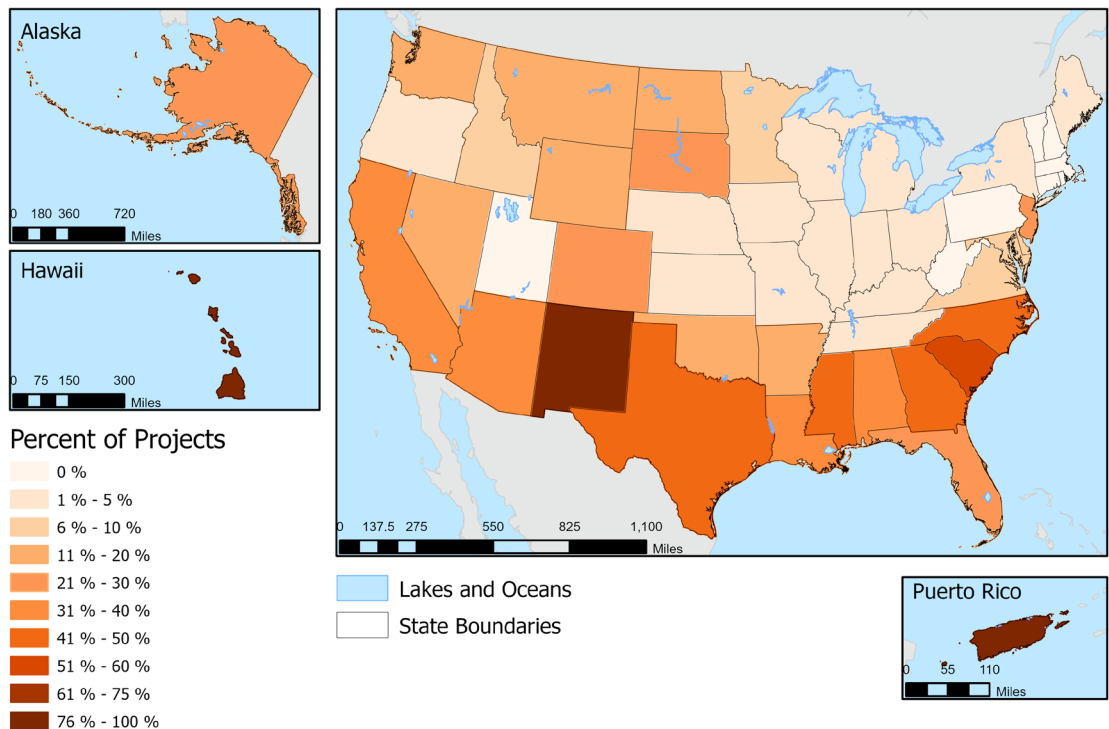 Alaska
0 180 360 720
Miles
Hawaii
0 75 150 300
Miles
Percent of Projects
0 %
1 % - 5 %
6 % - 10 %
11 % - 20 %
21 % - 30 %
31 % - 40 %
41 % - 50 %
51 % - 60 %
61 % - 75 %
76 % - 100 %
0 137.5 275 550 825 1,100
Miles
Lakes and Oceans
State Boundaries
Puerto Rico
0 55 110
Miles